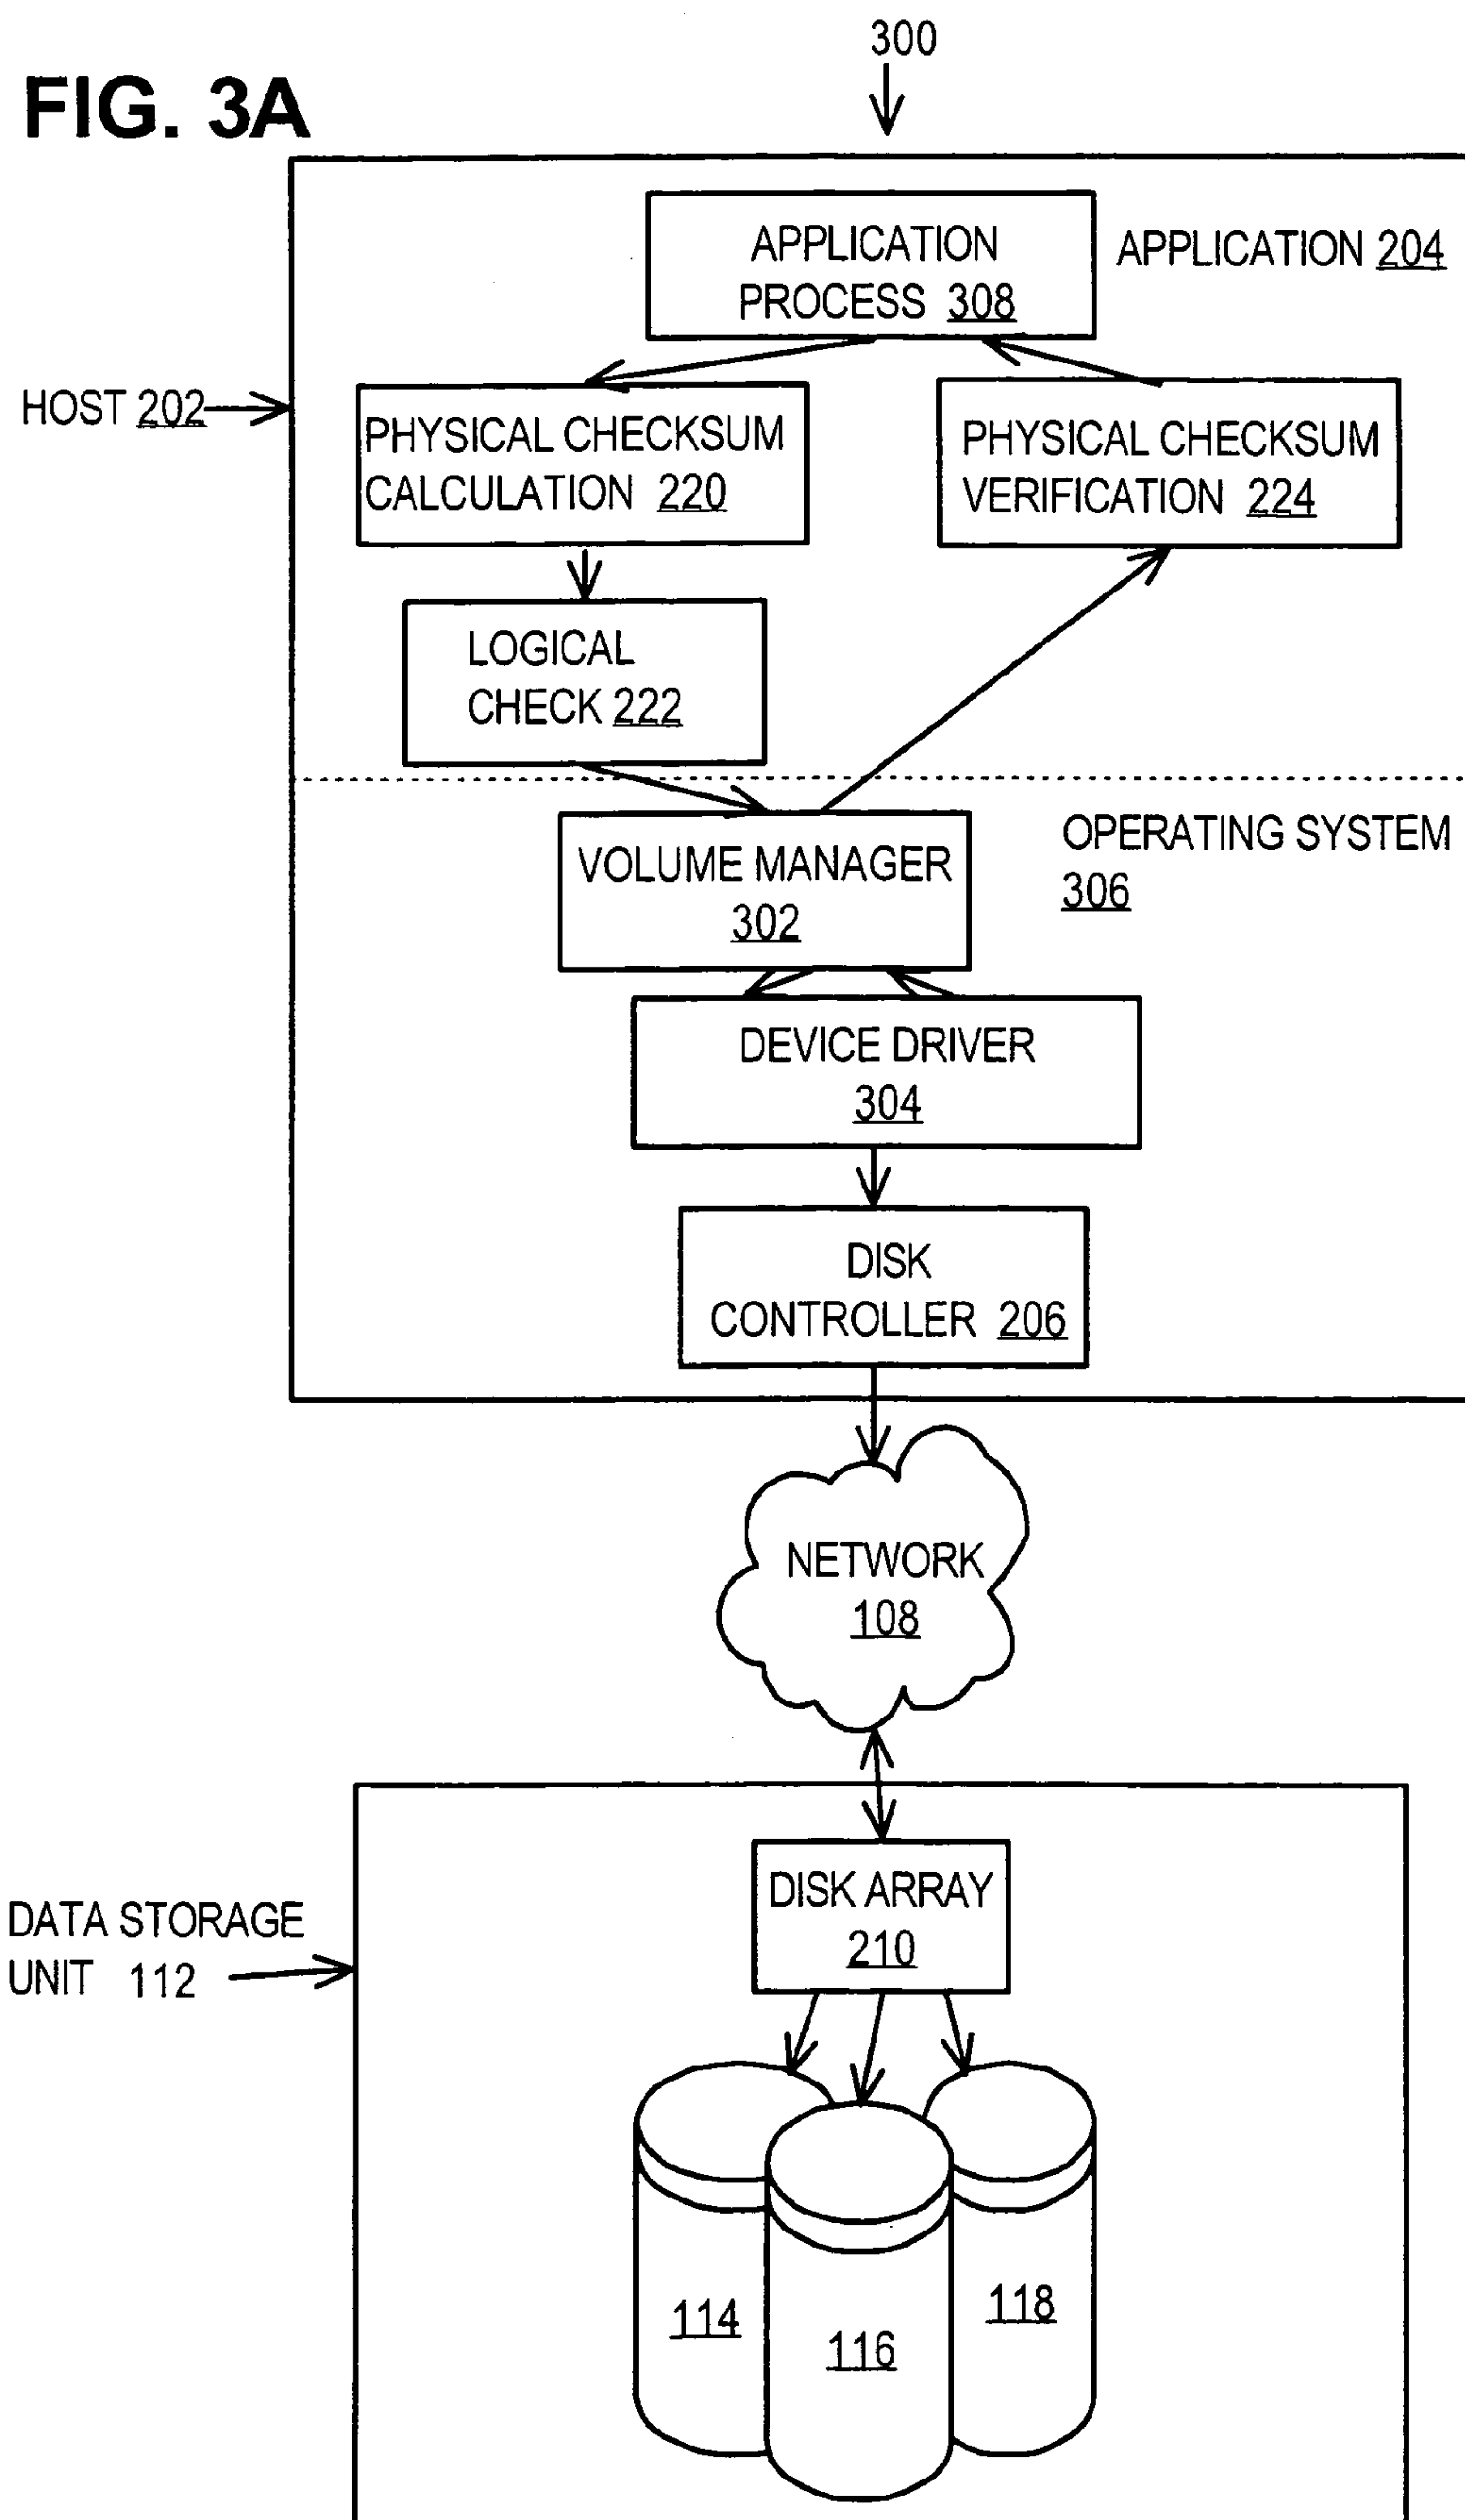 300
FIG. 3A
APPLICATION
PROCESS 308
APPLICATION 204
HOST 202
PHYSICAL CHECKSUM
CALCULATION 220
PHYSICAL CHECKSUM
VERIFICATION 224
LOGICAL
CHECK 222
VOLUME MANAGER
302
OPERATING SYSTEM
306
DEVICE DRIVER
304
DISK
CONTROLLER 206
NETWORK
108
DISK ARRAY
210
DATA STORAGE
UNIT 112
114
116
118